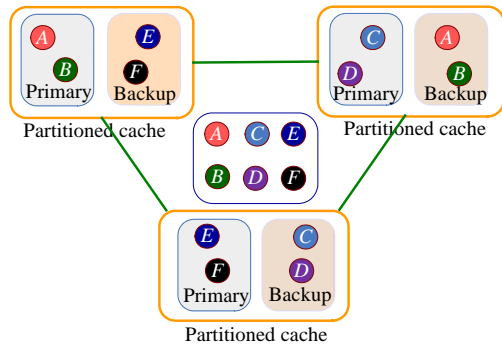 A
B
Primary
E
F
Backup
Partitioned cache
C
D
Primary
A
B
Backup
Partitioned cache
A C E
B D F
E
F
Primary
C
D
Backup
Partitioned cache